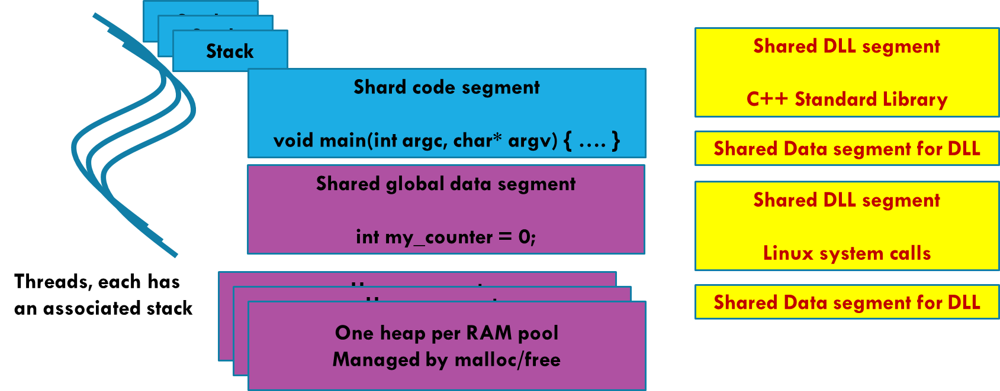 Stack
Shard code segment
void main(int argc, char* argv) { .... }
Shared global data segment
int my_counter = 0;
Threads, each has
an associated stack
One heap per RAM pool
Managed by malloc/free
Shared DLL segment
C++ Standard Library
Shared Data segment for DLL
Shared DLL segment
Linux system calls
Shared Data segment for DLL